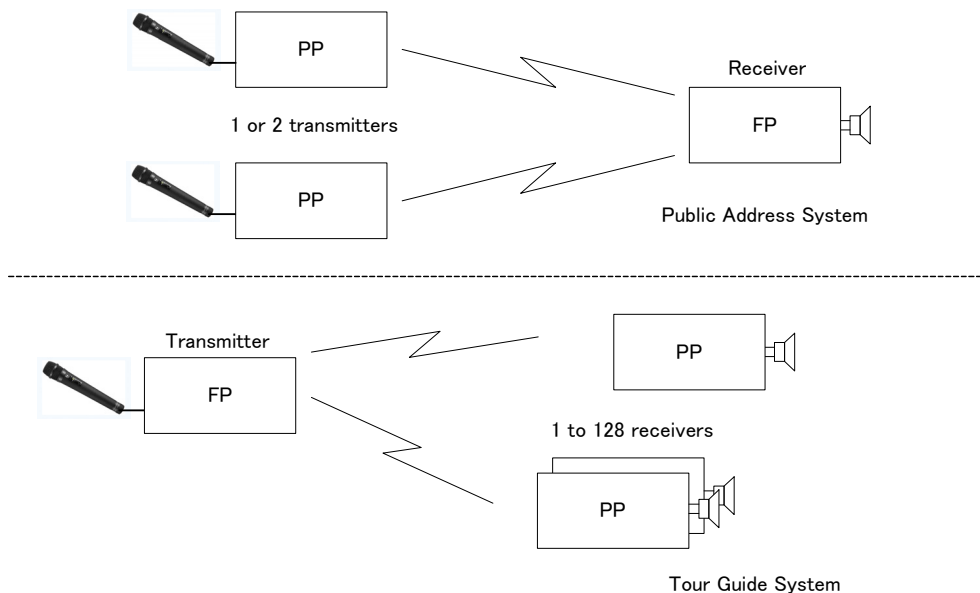 PP
Receiver
FP
1 or 2 transmitters
PP
Public Address System
Transmitter
FP
PP
1 to 128 receivers
PP
Tour Guide System